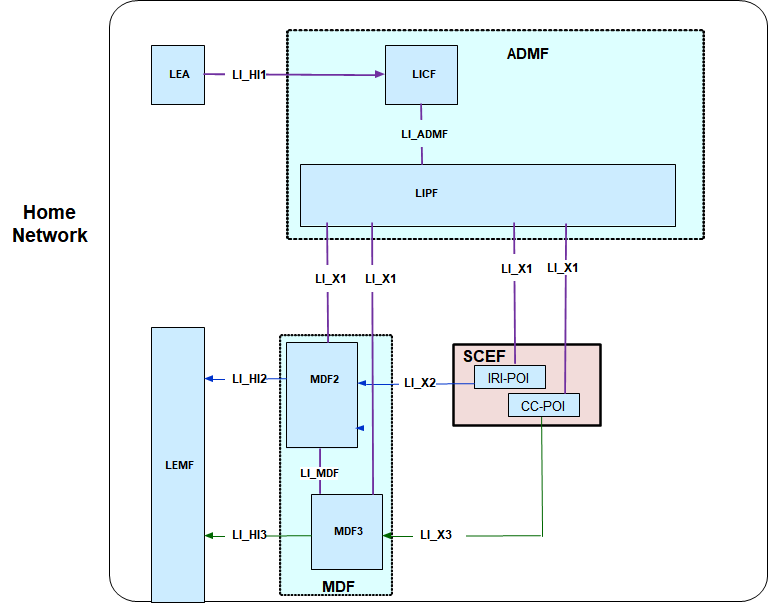 ADMF
LEA
LI_HI1
LICF
LI_ADMF
LIPF
Home
Network
LI_X1
LI_X1
LI_X1
LI_X1
SCEF
IRI-POI
CC-POI
LI_HI2
MDF2
LI_X2
LEMF
LI_MDF
LI_HI3
MDF3
LI_X3
MDF